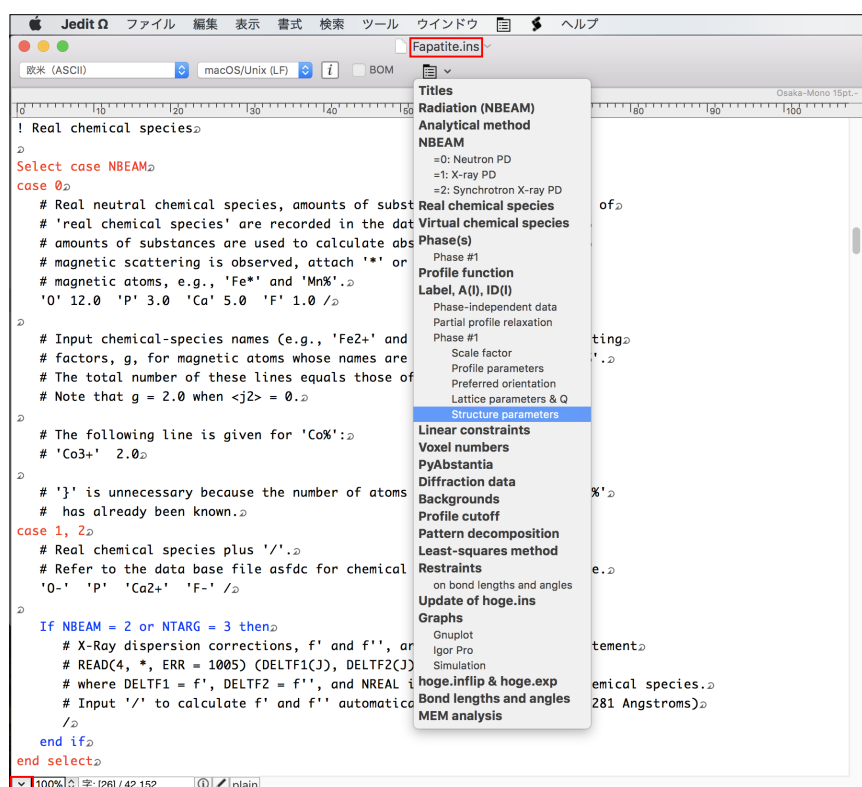 Jedit Ω ファイル 編集 表示 書式 検索 ツール ウインドウ ヘルプ
Fapatite.ins
欧米 (ASCII) macOS/Unix (LF) i BOM
Osaka-Mono 15pt.-
0 10 20 30 40 50 80 100
! Real chemical species
Select case NBEAM
case 0
# Real neutral chemical species, amounts of subst of
# 'real chemical species' are recorded in the dat
# amounts of substances are used to calculate abs
# magnetic scattering is observed, attach '*' or
# magnetic atoms, e.g., 'Fe*' and 'Mn%'.
'O' 12.0 'P' 3.0 'Ca' 5.0 'F' 1.0 /
# Input chemical-species names (e.g., 'Fe2+' and ting
# factors, g, for magnetic atoms whose names are '.
# The total number of these lines equals those of
# Note that g = 2.0 when <j2> = 0.
# The following line is given for 'Co%':
# 'Co3+' 2.0
# '}' is unnecessary because the number of atoms %'
# has already been known.
case 1, 2
# Real chemical species plus '/'.
# Refer to the data base file asfdc for chemical e.
'O-' 'P' 'Ca2+' 'F-' /
If NBEAM = 2 or NTARG = 3 then
# X-Ray dispersion corrections, f' and f'', ar tement
# READ(4, *, ERR = 1005) (DELTF1(J), DELTF2(J)
# where DELTF1 = f', DELTF2 = f'', and NREAL i emical species.
# Input '/' to calculate f' and f'' automatica 281 Angstroms)
/
end if
end select
Titles
Radiation (NBEAM)
Analytical method
NBEAM
=0: Neutron PD
=1: X-ray PD
=2: Synchrotron X-ray PD
Real chemical species
Virtual chemical species
Phase(s)
Phase #1
Profile function
Label, A(I), ID(I)
Phase-independent data
Partial profile relaxation
Phase #1
Scale factor
Profile parameters
Preferred orientation
Lattice parameters & Q
Structure parameters
Linear constraints
Voxel numbers
PyAbstantia
Diffraction data
Backgrounds
Profile cutoff
Pattern decomposition
Least-squares method
Restraints
on bond lengths and angles
Update of hoge.ins
Graphs
Gnuplot
Igor Pro
Simulation
hoge.inflip & hoge.exp
Bond lengths and angles
MEM analysis
100% 字: [26] / 42,152 plain